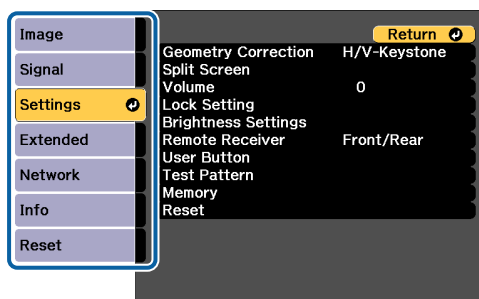 Image
Signal
Settings
Extended
Network
Info
Reset
Return
Geometry Correction H/V-Keystone
Split Screen
Volume 0
Lock Setting
Brightness Settings
Remote Receiver Front/Rear
User Button
Test Pattern
Memory
Reset